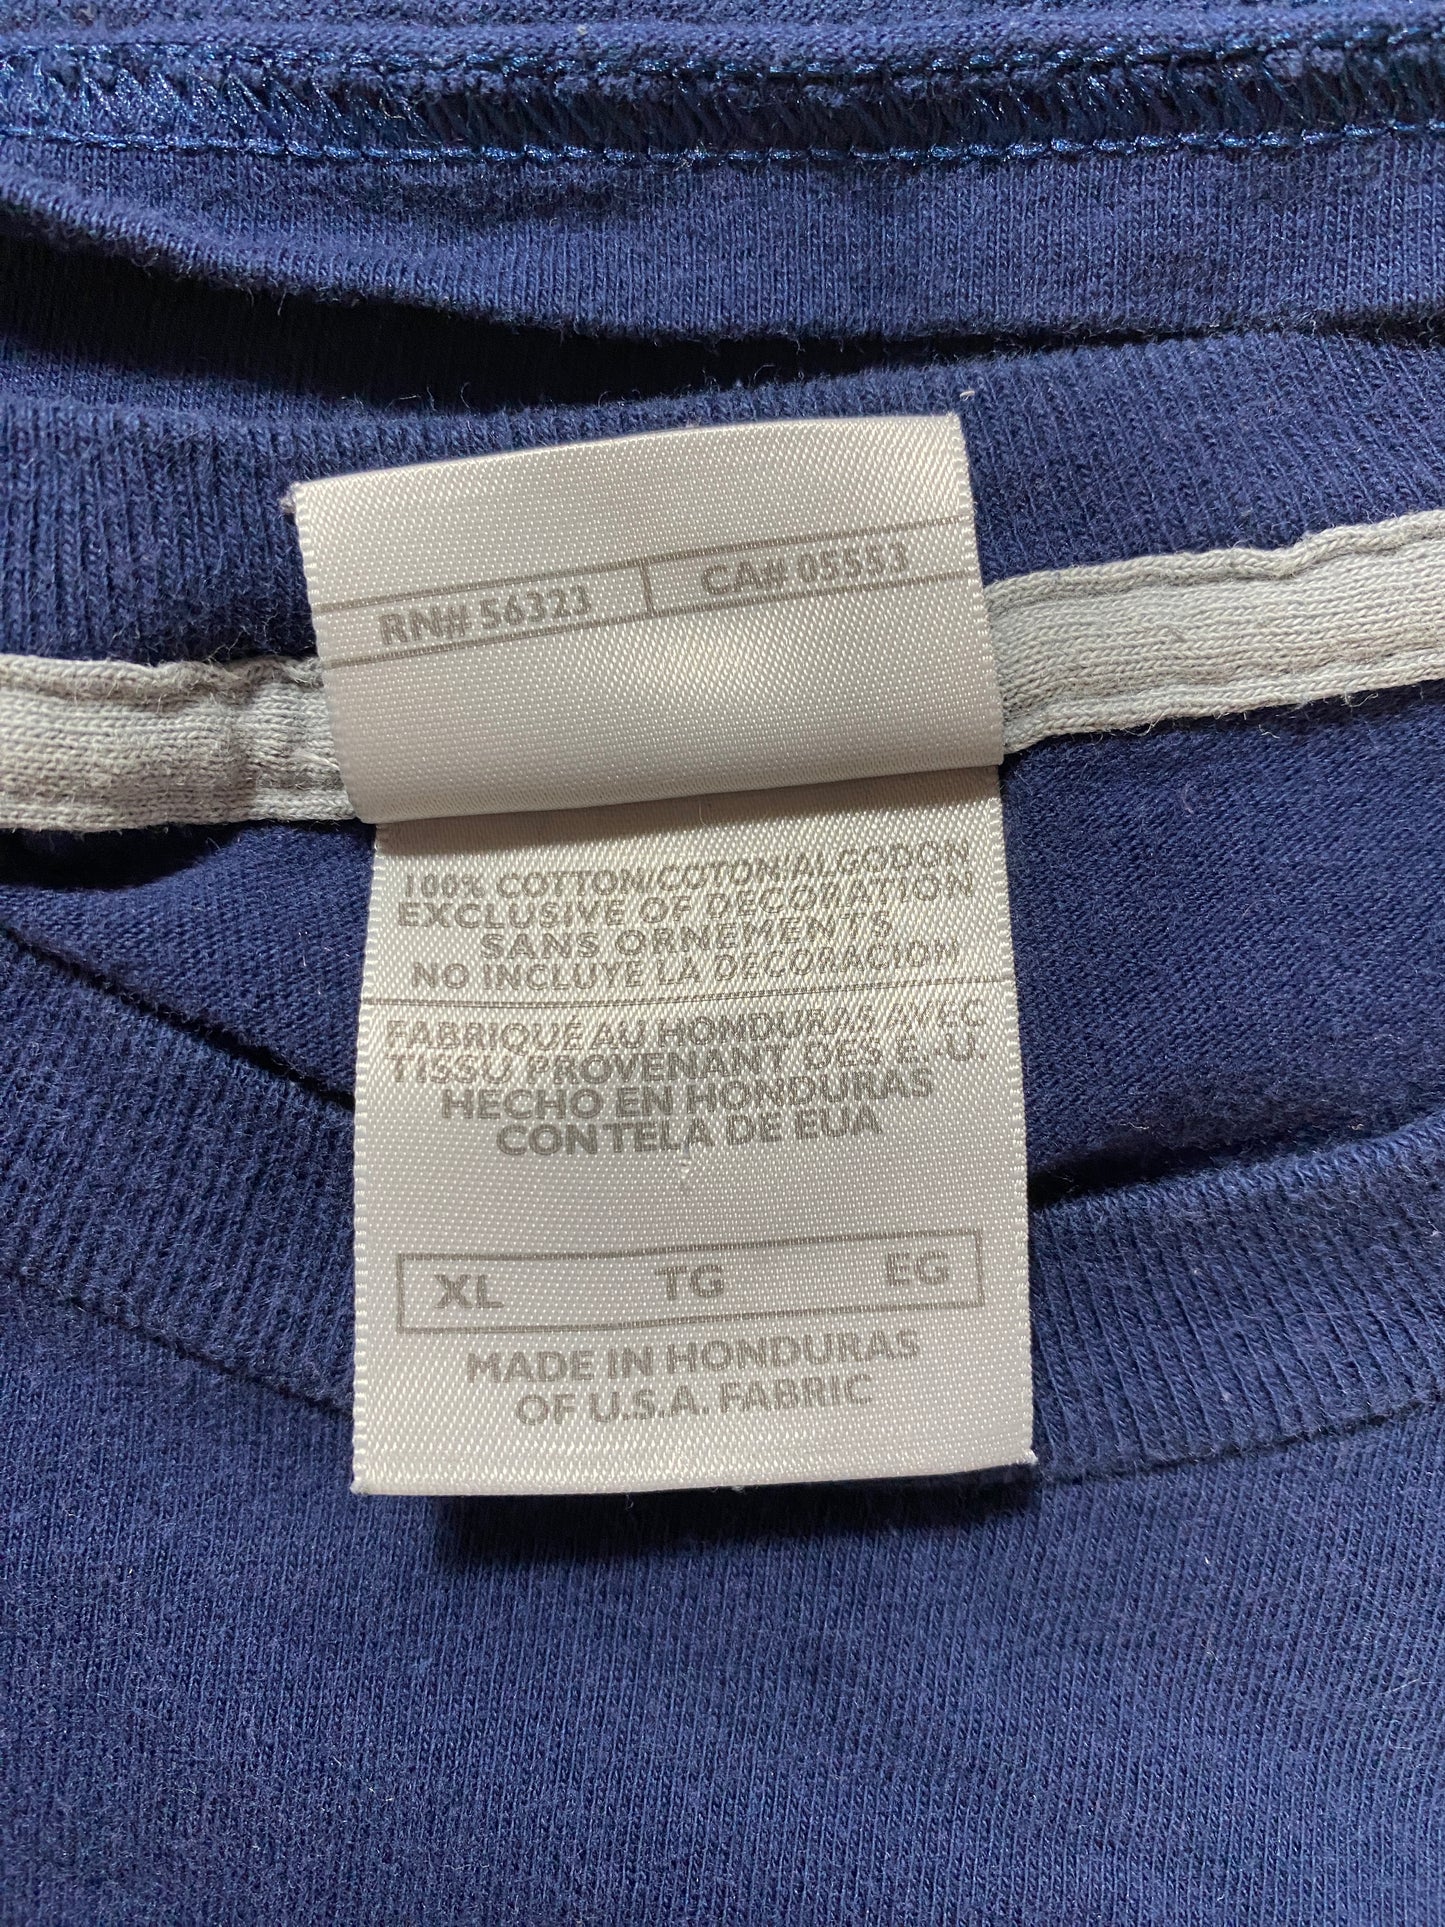 RN# 56323 CA# 05553
100% COTTON/COTON/ALGODON
EXCLUSIVE OF DECORATION
SANS ORNEMENTS
NO INCLUYE LA DECORACION
FABRIQUÉ AU HONDURAS AVEC
TISSU PROVENANT DES E.-U.
HECHO EN HONDURAS
CON TELA DE EUA
XL TG EG
MADE IN HONDURAS
OF U.S.A. FABRIC